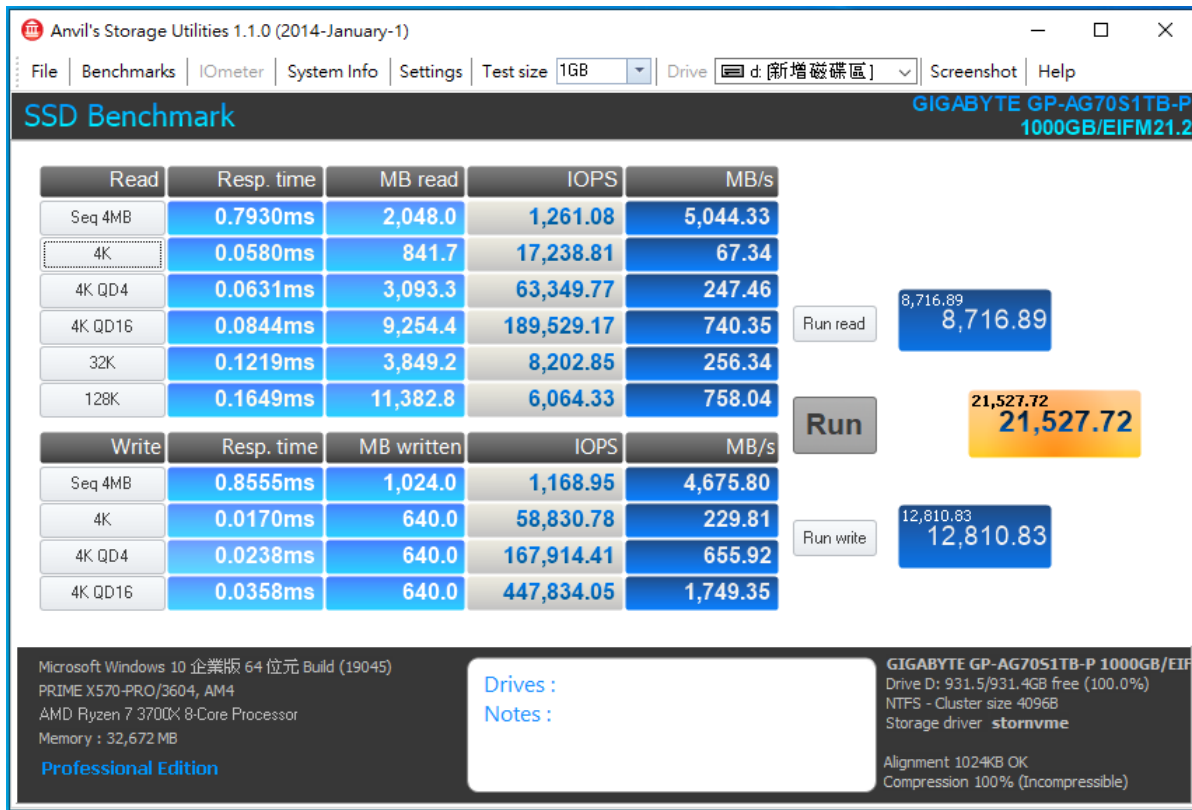 Anvil's Storage Utilities 1.1.0 (2014-January-1)
File Benchmarks IOmeter System Info Settings Test size 1GB Drive d: [新增磁碟區] Screenshot Help
SSD Benchmark
GIGABYTE GP-AG70S1TB-P
1000GB/EIFM21.2
Read Resp. time MB read IOPS MB/s
Seq 4MB 0.7930ms 2,048.0 1,261.08 5,044.33
4K 0.0580ms 841.7 17,238.81 67.34
4K QD4 0.0631ms 3,093.3 63,349.77 247.46
4K QD16 0.0844ms 9,254.4 189,529.17 740.35
32K 0.1219ms 3,849.2 8,202.85 256.34
128K 0.1649ms 11,382.8 6,064.33 758.04
Run read
8,716.89
8,716.89
Run
21,527.72
21,527.72
Write Resp. time MB written IOPS MB/s
Seq 4MB 0.8555ms 1,024.0 1,168.95 4,675.80
4K 0.0170ms 640.0 58,830.78 229.81
4K QD4 0.0238ms 640.0 167,914.41 655.92
4K QD16 0.0358ms 640.0 447,834.05 1,749.35
Run write
12,810.83
12,810.83
Microsoft Windows 10 企業版 64 位元 Build (19045)
PRIME X570-PRO/3604, AM4
AMD Ryzen 7 3700X 8-Core Processor
Memory : 32,672 MB
Professional Edition
Drives :
Notes :
GIGABYTE GP-AG70S1TB-P 1000GB/EIF
Drive D: 931.5/931.4GB free (100.0%)
NTFS - Cluster size 4096B
Storage driver stornvme
Alignment 1024KB OK
Compression 100% (Incompressible)